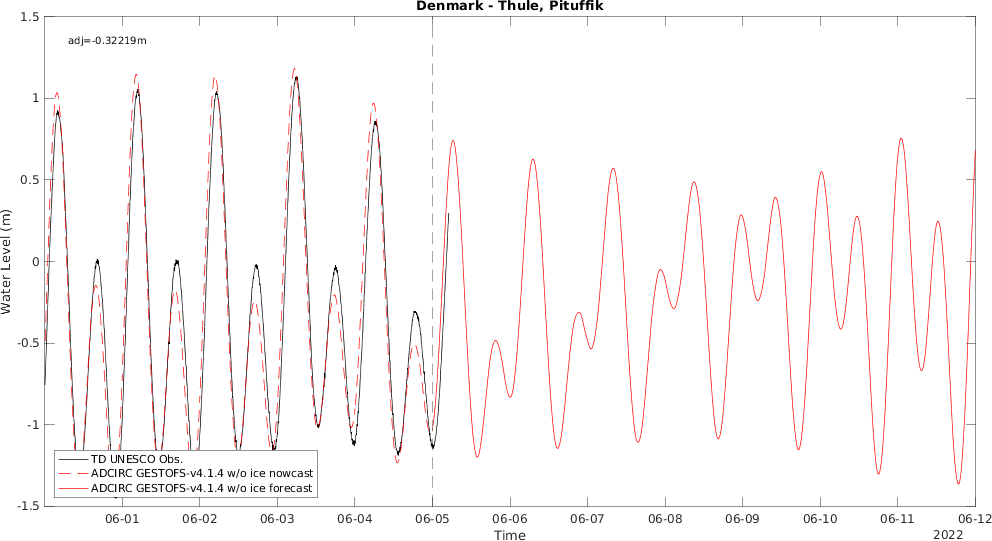 Denmark - Thule, Pituffik
adj=-0.32219m
1.5
1
0.5
0
-0.5
-1
-1.5
Water Level (m)
TD UNESCO Obs.
ADCIRC GESTOFS-v4.1.4 w/o ice nowcast
ADCIRC GESTOFS-v4.1.4 w/o ice forecast
06-01 06-02 06-03 06-04 06-05 06-06 06-07 06-08 06-09 06-10 06-11 06-12
Time
2022